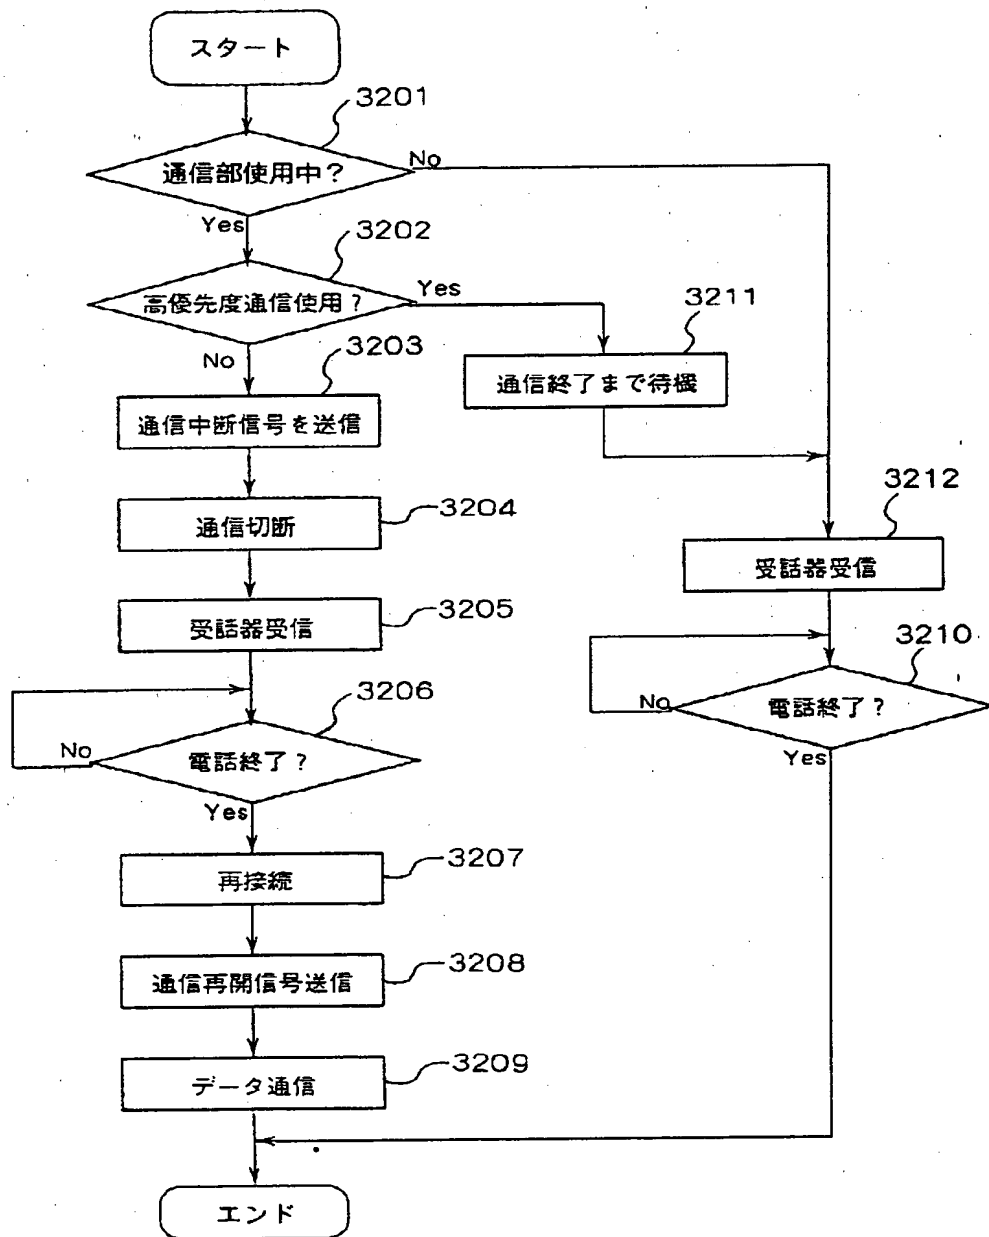 スタート
3201
通信部使用中？
No
Yes
3202
高優先度通信使用？
Yes
No
3203
3211
通信中断信号を送信
通信終了まで待機
通信切断
3204
3212
受話器受信
受話器受信
3205
3210
3206
電話終了？
No
Yes
電話終了？
No
Yes
再接続
3207
通信再開信号送信
3208
データ通信
3209
エンド